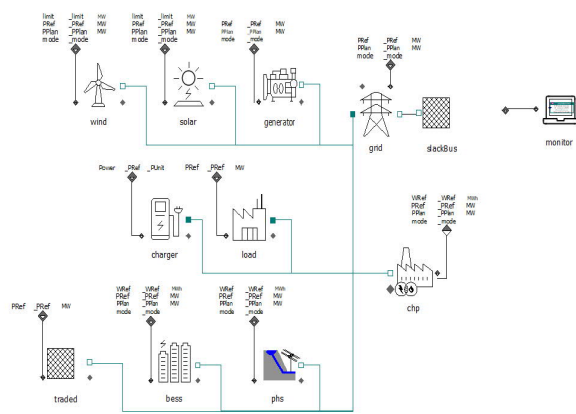 limit _limit MW
PRef _PRef MW
PPlan _PPlan MW
mode _mode
limit _limit MW
PRef _PRef MW
PPlan _PPlan MW
mode _mode
PRef _PRef MW
PPlan _PPlan MW
mode _mode
PRef _PRef MW
PPlan _PPlan MW
mode _mode
wind
solar
generator
grid
slackBus
monitor
Power _PRef _PUnit
PRef _PRef MW
WRef _WRef MWh
PRef _PRef MW
PPlan _PPlan MW
mode _mode
charger
load
chp
PRef _PRef MW
WRef _WRef MWh
PRef _PRef MW
PPlan _PPlan MW
mode _mode
WRef _WRef MWh
PRef _PRef MW
PPlan _PPlan MW
mode _mode
traded
bess
phs